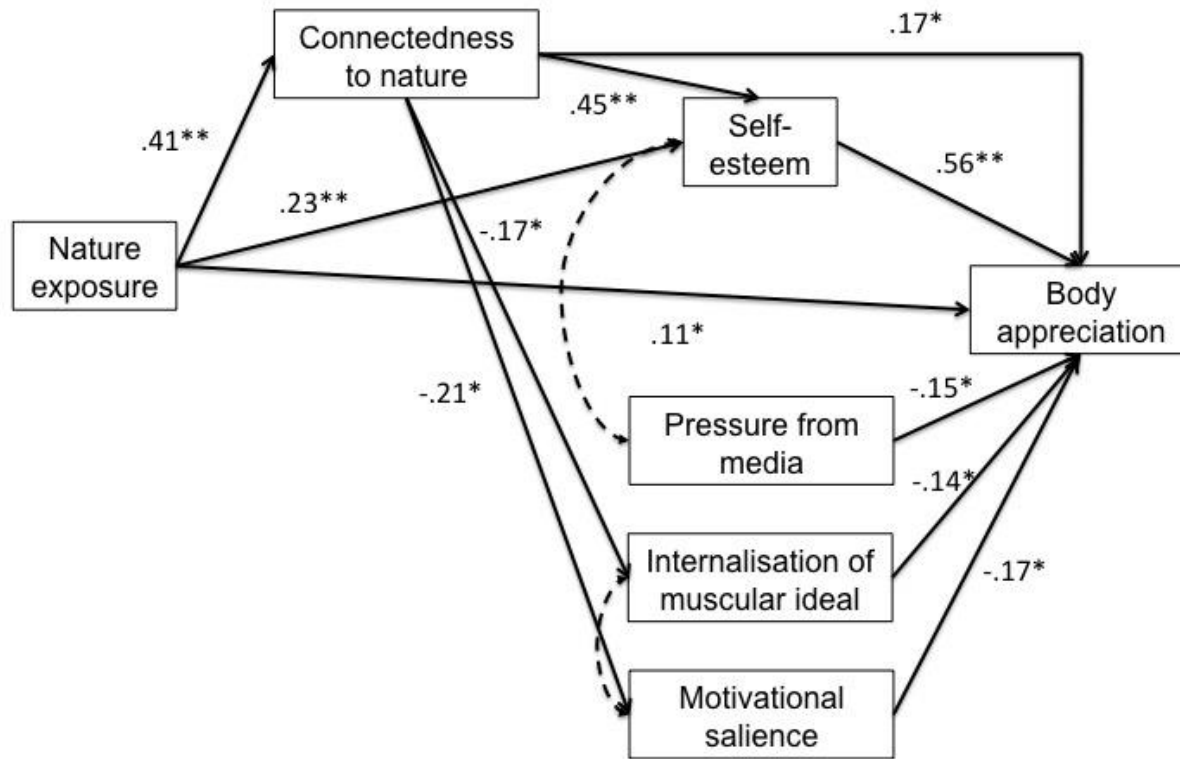 Connectedness
to nature
.17*
.45**
Self-
esteem
.41**
.56**
.23**
-.17*
Nature
exposure
Body
appreciation
.11*
-.21*
-.15*
Pressure from
media
-.14*
Internalisation of
muscular ideal
-.17*
Motivational
salience